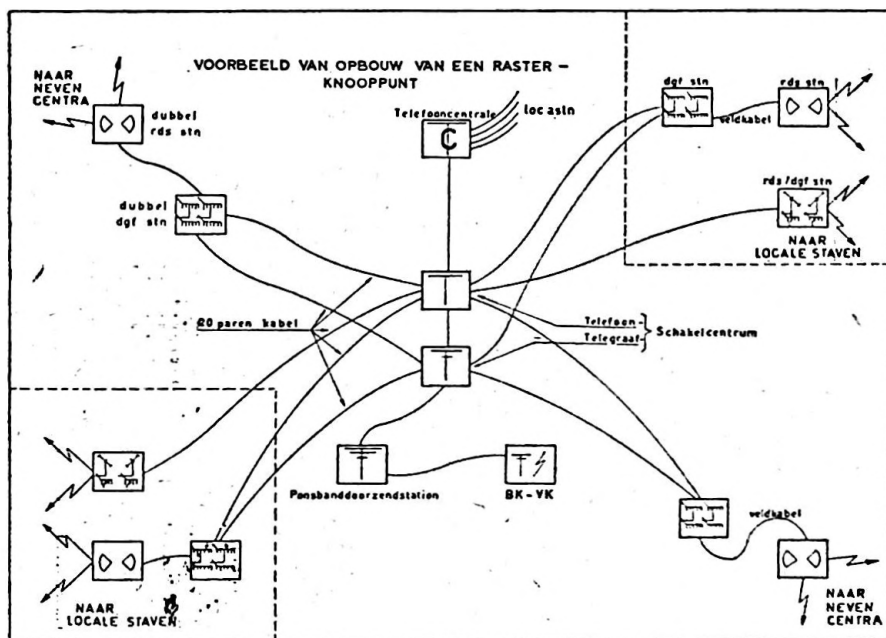 VOORBEELD VAN OPBOUW VAN EEN RASTER –
KNOOPPUNT
NAAR
NEVEN
CENTRA
dubbel
rds stn
dubbel
dgf stn
Telefooncentrale
C
locastn
dgf stn
veldkabel
rds stn
rds/dgf stn
NAAR
LOCALE STAVEN
20 paren kabel
Telefoon-
Telegraaf-
Schakelcentrum
Ponsbanddoorzendstation
BK-VK
NAAR
LOCALE STAVEN
veldkabel
NAAR
NEVEN
CENTRA